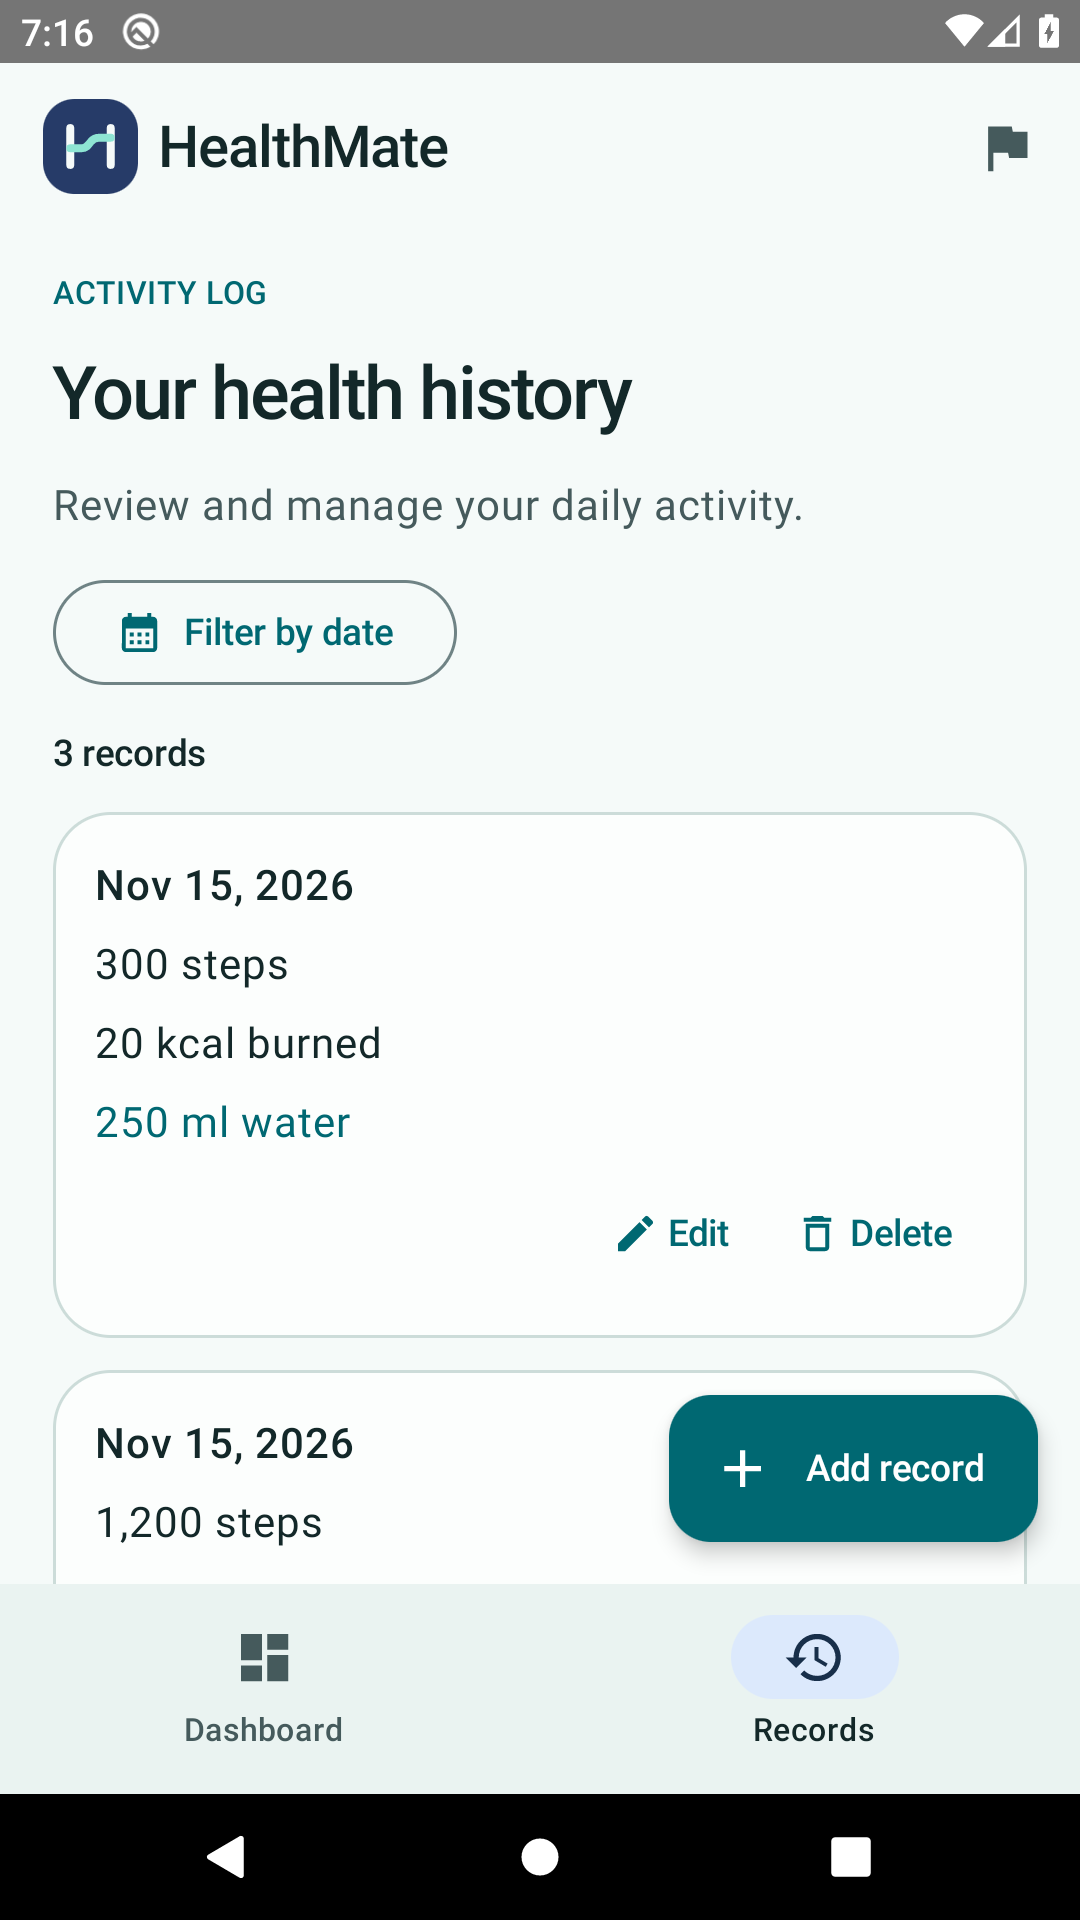 7:16
HealthMate
ACTIVITY LOG
Your health history
Review and manage your daily activity.
Filter by date
3 records
Nov 15, 2026
300 steps
20 kcal burned
250 ml water
Edit
Delete
Nov 15, 2026
1,200 steps
Add record
Dashboard
Records